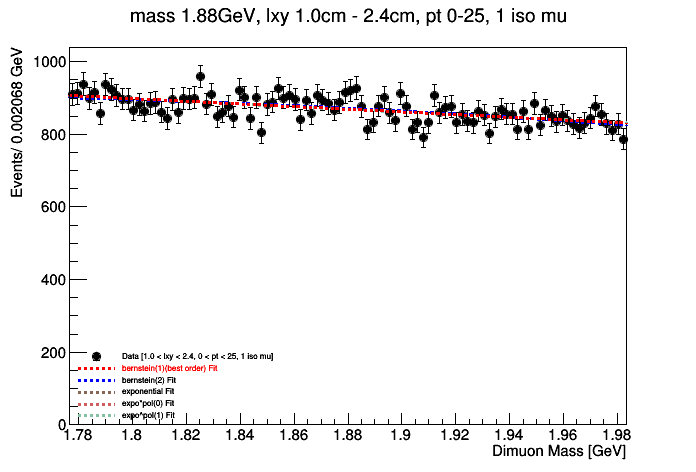 mass 1.88GeV, lxy 1.0cm - 2.4cm, pt 0-25, 1 iso mu
Events/ 0.002068 GeV
1000
800
600
400
200
0
Data [1.0 < lxy < 2.4, 0 < pt < 25, 1 iso mu]
bernstein(1)(best order) Fit
bernstein(2) Fit
exponential Fit
expo*pol(0) Fit
expo*pol(1) Fit
1.78 1.8 1.82 1.84 1.86 1.88 1.9 1.92 1.94 1.96 1.98
Dimuon Mass [GeV]